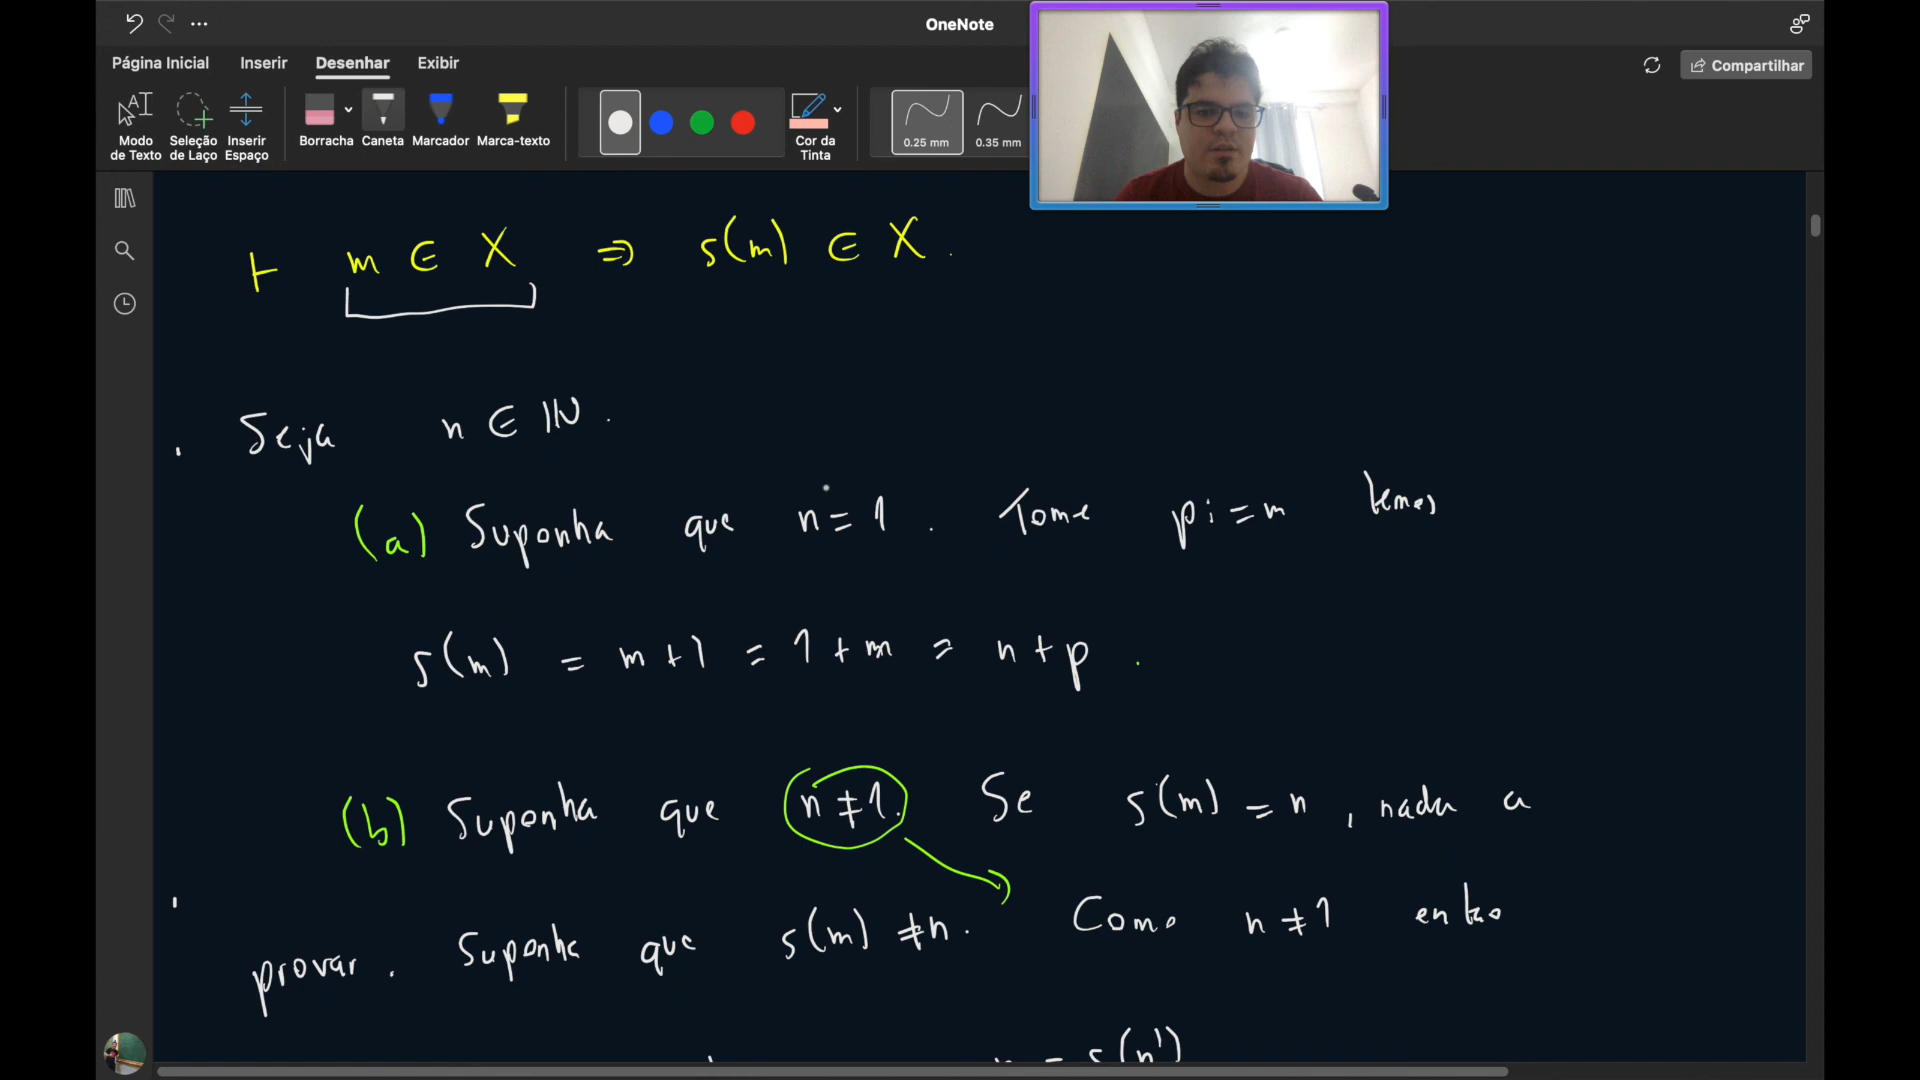 OneNote
Página Inicial Inserir Desenhar Exibir
Compartilhar
Modo de Texto Seleção de Laço Inserir Espaço Borracha Caneta Marcador Marca-texto Cor da Tinta 0.25 mm 0.35 mm
⊢ m ∈ X ⇒ s(m) ∈ X.
. Seja n ∈ ℕ.
(a) Suponha que n = 1. Tome p := m temos
s(m) = m + 1 = 1 + m = n + p.
(b) Suponha que n ≠ 1. Se s(m) = n, nada a
provar. Suponha que s(m) ≠ n. Como n ≠ 1 então
n = s(n')